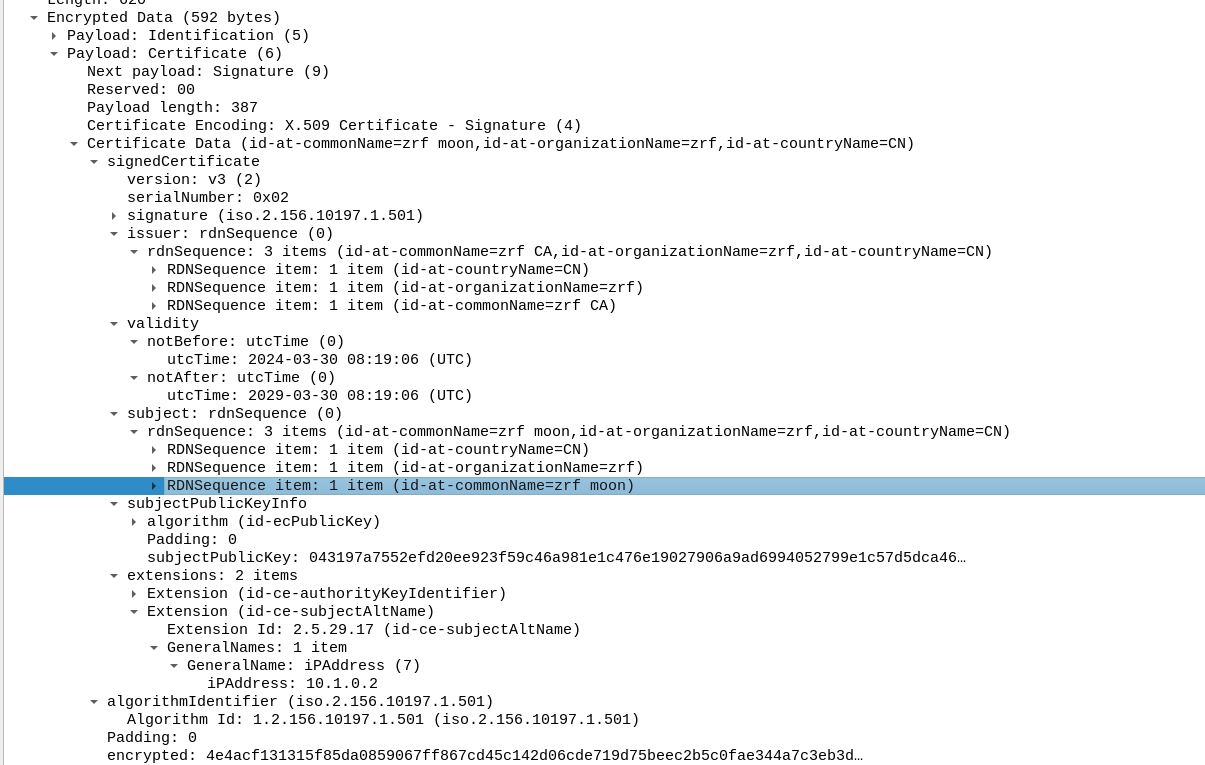 Length: 620
Encrypted Data (592 bytes)
Payload: Identification (5)
Payload: Certificate (6)
Next payload: Signature (9)
Reserved: 00
Payload length: 387
Certificate Encoding: X.509 Certificate - Signature (4)
Certificate Data (id-at-commonName=zrf moon,id-at-organizationName=zrf,id-at-countryName=CN)
signedCertificate
version: v3 (2)
serialNumber: 0x02
signature (iso.2.156.10197.1.501)
issuer: rdnSequence (0)
rdnSequence: 3 items (id-at-commonName=zrf CA,id-at-organizationName=zrf,id-at-countryName=CN)
RDNSequence item: 1 item (id-at-countryName=CN)
RDNSequence item: 1 item (id-at-organizationName=zrf)
RDNSequence item: 1 item (id-at-commonName=zrf CA)
validity
notBefore: utcTime (0)
utcTime: 2024-03-30 08:19:06 (UTC)
notAfter: utcTime (0)
utcTime: 2029-03-30 08:19:06 (UTC)
subject: rdnSequence (0)
rdnSequence: 3 items (id-at-commonName=zrf moon,id-at-organizationName=zrf,id-at-countryName=CN)
RDNSequence item: 1 item (id-at-countryName=CN)
RDNSequence item: 1 item (id-at-organizationName=zrf)
RDNSequence item: 1 item (id-at-commonName=zrf moon)
subjectPublicKeyInfo
algorithm (id-ecPublicKey)
Padding: 0
subjectPublicKey: 043197a7552efd20ee923f59c46a981e1c476e19027906a9ad6994052799e1c57d5dca46…
extensions: 2 items
Extension (id-ce-authorityKeyIdentifier)
Extension (id-ce-subjectAltName)
Extension Id: 2.5.29.17 (id-ce-subjectAltName)
GeneralNames: 1 item
GeneralName: iPAddress (7)
iPAddress: 10.1.0.2
algorithmIdentifier (iso.2.156.10197.1.501)
Algorithm Id: 1.2.156.10197.1.501 (iso.2.156.10197.1.501)
Padding: 0
encrypted: 4e4acf131315f85da0859067ff867cd45c142d06cde719d75beec2b5c0fae344a7c3eb3d…